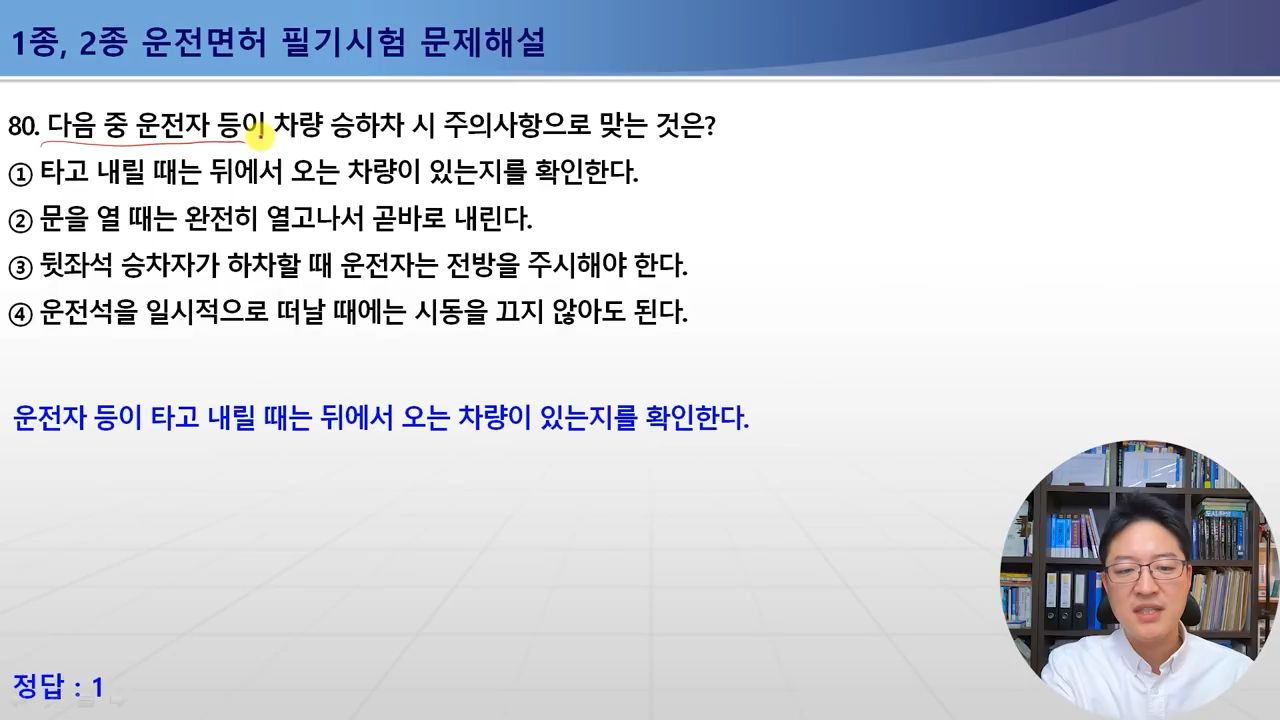 1종, 2종 운전면허 필기시험 문제해설
80. 다음 중 운전자 등이 차량 승하차 시 주의사항으로 맞는 것은?
① 타고 내릴 때는 뒤에서 오는 차량이 있는지를 확인한다.
② 문을 열 때는 완전히 열고나서 곧바로 내린다.
③ 뒷좌석 승차자가 하차할 때 운전자는 전방을 주시해야 한다.
④ 운전석을 일시적으로 떠날 때에는 시동을 끄지 않아도 된다.
운전자 등이 타고 내릴 때는 뒤에서 오는 차량이 있는지를 확인한다.
정답 : 1